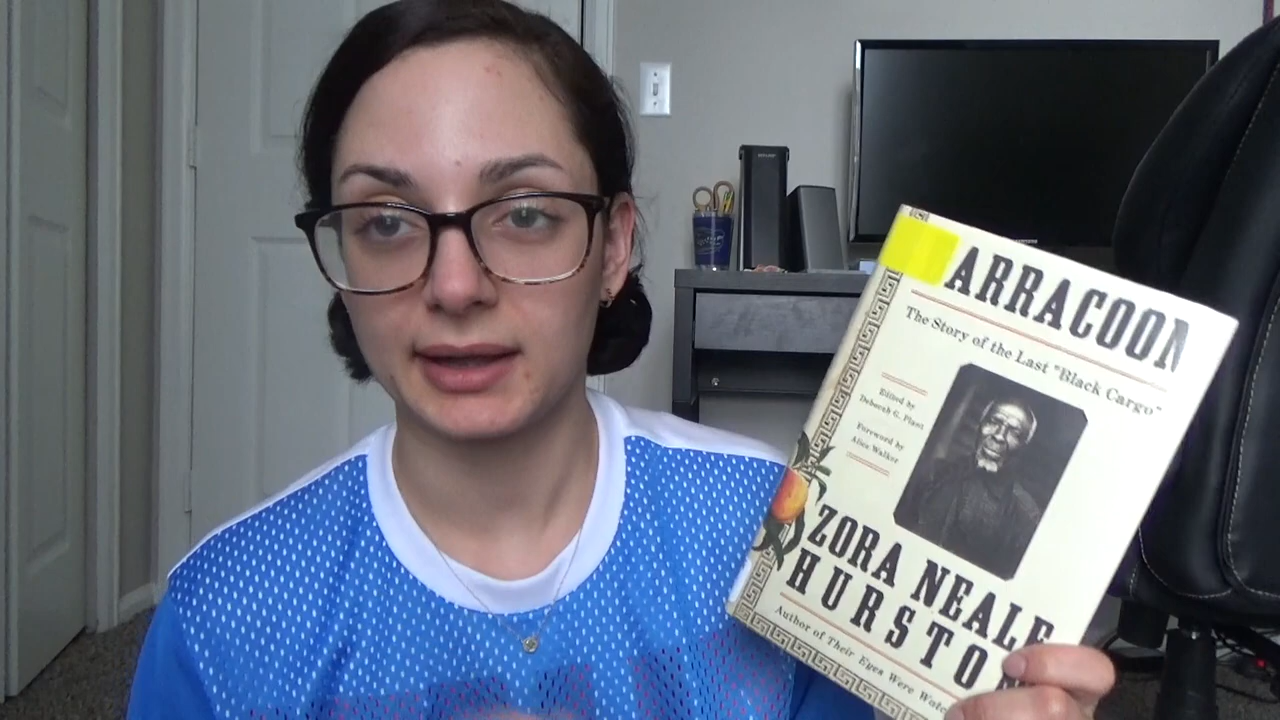 ARRACOON
The Story of the Last "Black Cargo"
Edited by
Deborah G. Plant
Foreword by
Alice Walker
ZORA NEALE
HURSTO
Author of Their Eyes Were Watc